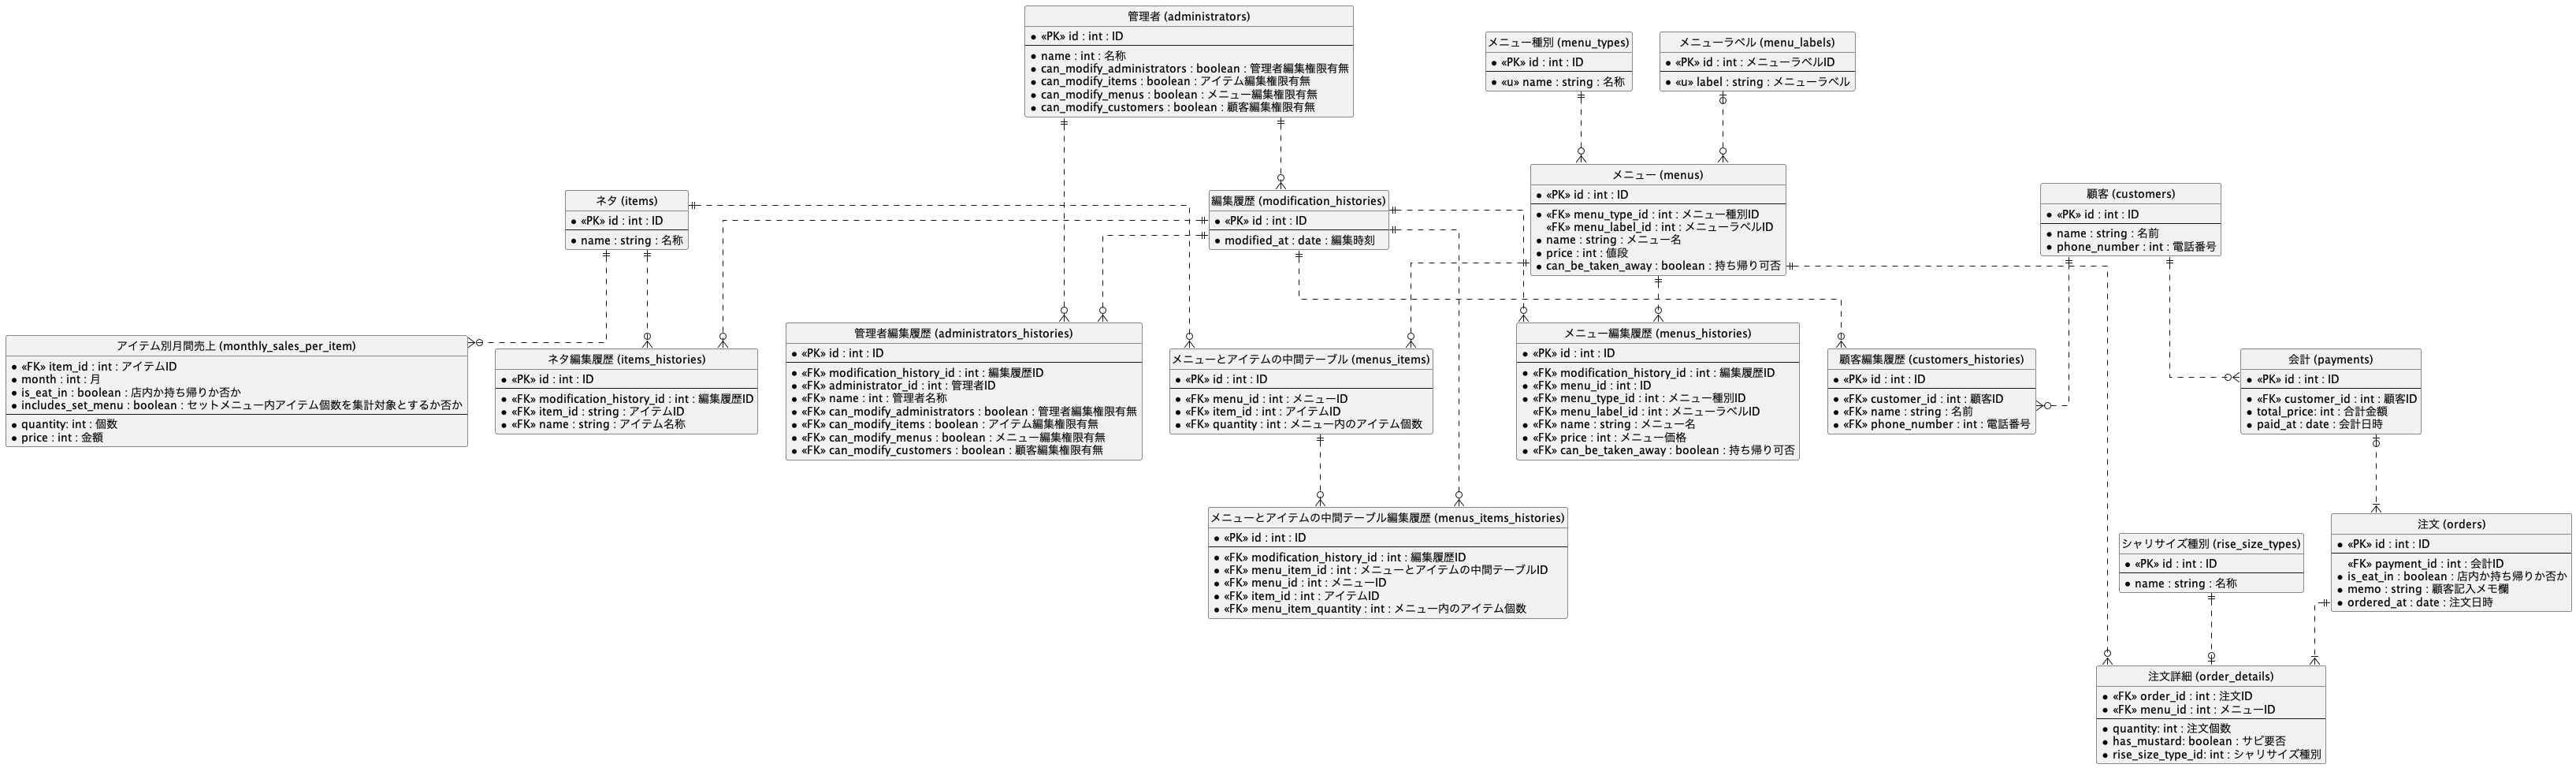 管理者 (administrators)
* «PK» id : int : ID
* name : int : 名称
* can_modify_administrators : boolean : 管理者編集権限有無
* can_modify_items : boolean : アイテム編集権限有無
* can_modify_menus : boolean : メニュー編集権限有無
* can_modify_customers : boolean : 顧客編集権限有無
メニュー種別 (menu_types)
* «PK» id : int : ID
* «u» name : string : 名称
メニューラベル (menu_labels)
* «PK» id : int : メニューラベルID
* «u» label : string : メニューラベル
ネタ (items)
* «PK» id : int : ID
* name : string : 名称
編集履歴 (modification_histories)
* «PK» id : int : ID
* modified_at : date : 編集時刻
メニュー (menus)
* «PK» id : int : ID
* «FK» menu_type_id : int : メニュー種別ID
«FK» menu_label_id : int : メニューラベルID
* name : string : メニュー名
* price : int : 値段
* can_be_taken_away : boolean : 持ち帰り可否
顧客 (customers)
* «PK» id : int : ID
* name : string : 名前
* phone_number : int : 電話番号
アイテム別月間売上 (monthly_sales_per_item)
* «FK» item_id : int : アイテムID
* month : int : 月
* is_eat_in : boolean : 店内か持ち帰りか否か
* includes_set_menu : boolean : セットメニュー内アイテム個数を集計対象とするか否か
* quantity: int : 個数
* price : int : 金額
ネタ編集履歴 (items_histories)
* «PK» id : int : ID
* «FK» modification_history_id : int : 編集履歴ID
* «FK» item_id : string : アイテムID
* «FK» name : string : アイテム名称
管理者編集履歴 (administrators_histories)
* «PK» id : int : ID
* «FK» modification_history_id : int : 編集履歴ID
* «FK» administrator_id : int : 管理者ID
* «FK» name : int : 管理者名称
* «FK» can_modify_administrators : boolean : 管理者編集権限有無
* «FK» can_modify_items : boolean : アイテム編集権限有無
* «FK» can_modify_menus : boolean : メニュー編集権限有無
* «FK» can_modify_customers : boolean : 顧客編集権限有無
メニューとアイテムの中間テーブル (menus_items)
* «PK» id : int : ID
* «FK» menu_id : int : メニューID
* «FK» item_id : int : アイテムID
* «FK» quantity : int : メニュー内のアイテム個数
メニュー編集履歴 (menus_histories)
* «PK» id : int : ID
* «FK» modification_history_id : int : 編集履歴ID
* «FK» menu_id : int : ID
* «FK» menu_type_id : int : メニュー種別ID
«FK» menu_label_id : int : メニューラベルID
* «FK» name : string : メニュー名
* «FK» price : int : メニュー価格
* «FK» can_be_taken_away : boolean : 持ち帰り可否
顧客編集履歴 (customers_histories)
* «PK» id : int : ID
* «FK» customer_id : int : 顧客ID
* «FK» name : string : 名前
* «FK» phone_number : int : 電話番号
会計 (payments)
* «PK» id : int : ID
* «FK» customer_id : int : 顧客ID
* total_price: int : 合計金額
* paid_at : date : 会計日時
メニューとアイテムの中間テーブル編集履歴 (menus_items_histories)
* «PK» id : int : ID
* «FK» modification_history_id : int : 編集履歴ID
* «FK» menu_item_id : int : メニューとアイテムの中間テーブルID
* «FK» menu_id : int : メニューID
* «FK» item_id : int : アイテムID
* «FK» menu_item_quantity : int : メニュー内のアイテム個数
シャリサイズ種別 (rise_size_types)
* «PK» id : int : ID
* name : string : 名称
注文 (orders)
* «PK» id : int : ID
«FK» payment_id : int : 会計ID
* is_eat_in : boolean : 店内か持ち帰りか否か
* memo : string : 顧客記入メモ欄
* ordered_at : date : 注文日時
注文詳細 (order_details)
* «FK» order_id : int : 注文ID
* «FK» menu_id : int : メニューID
* quantity: int : 注文個数
* has_mustard: boolean : サビ要否
* rise_size_type_id: int : シャリサイズ種別